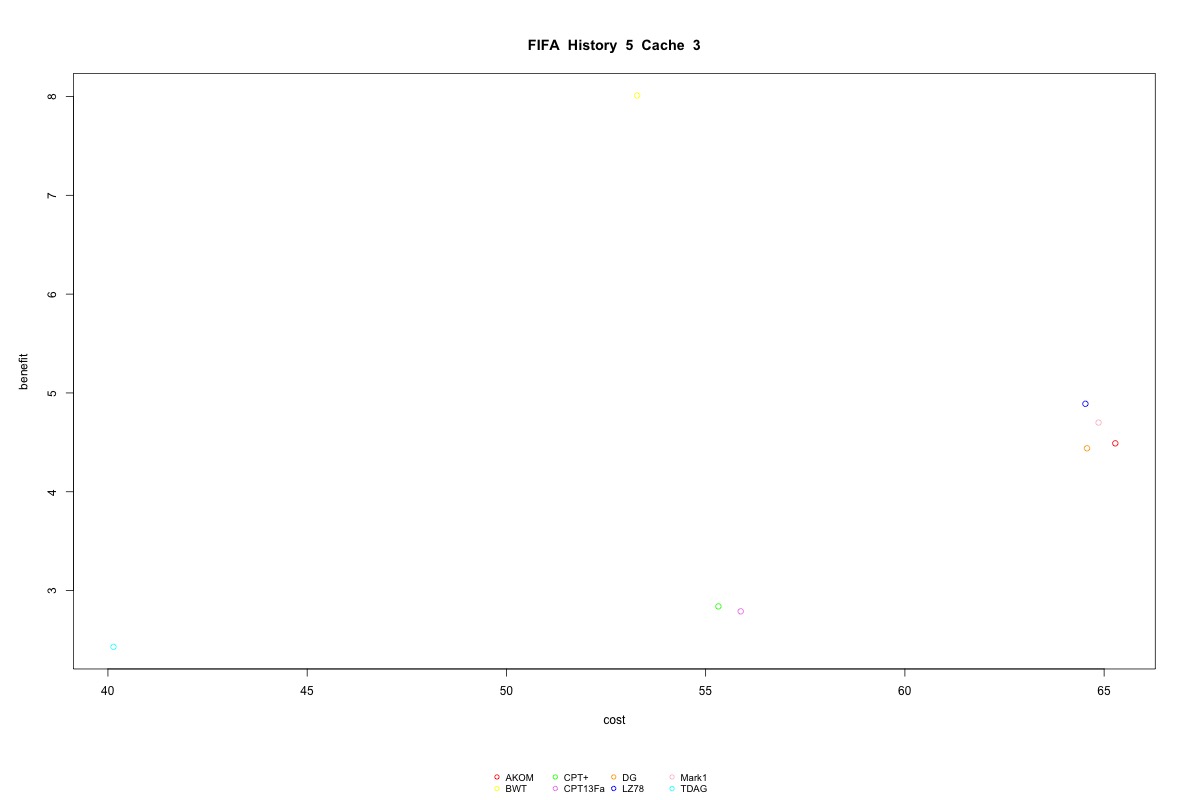 FIFA History 5 Cache 3
8
7
6
5
4
3
benefit
40 45 50 55 60 65
cost
AKOM CPT+ DG Mark1
BWT CPT13Fa LZ78 TDAG